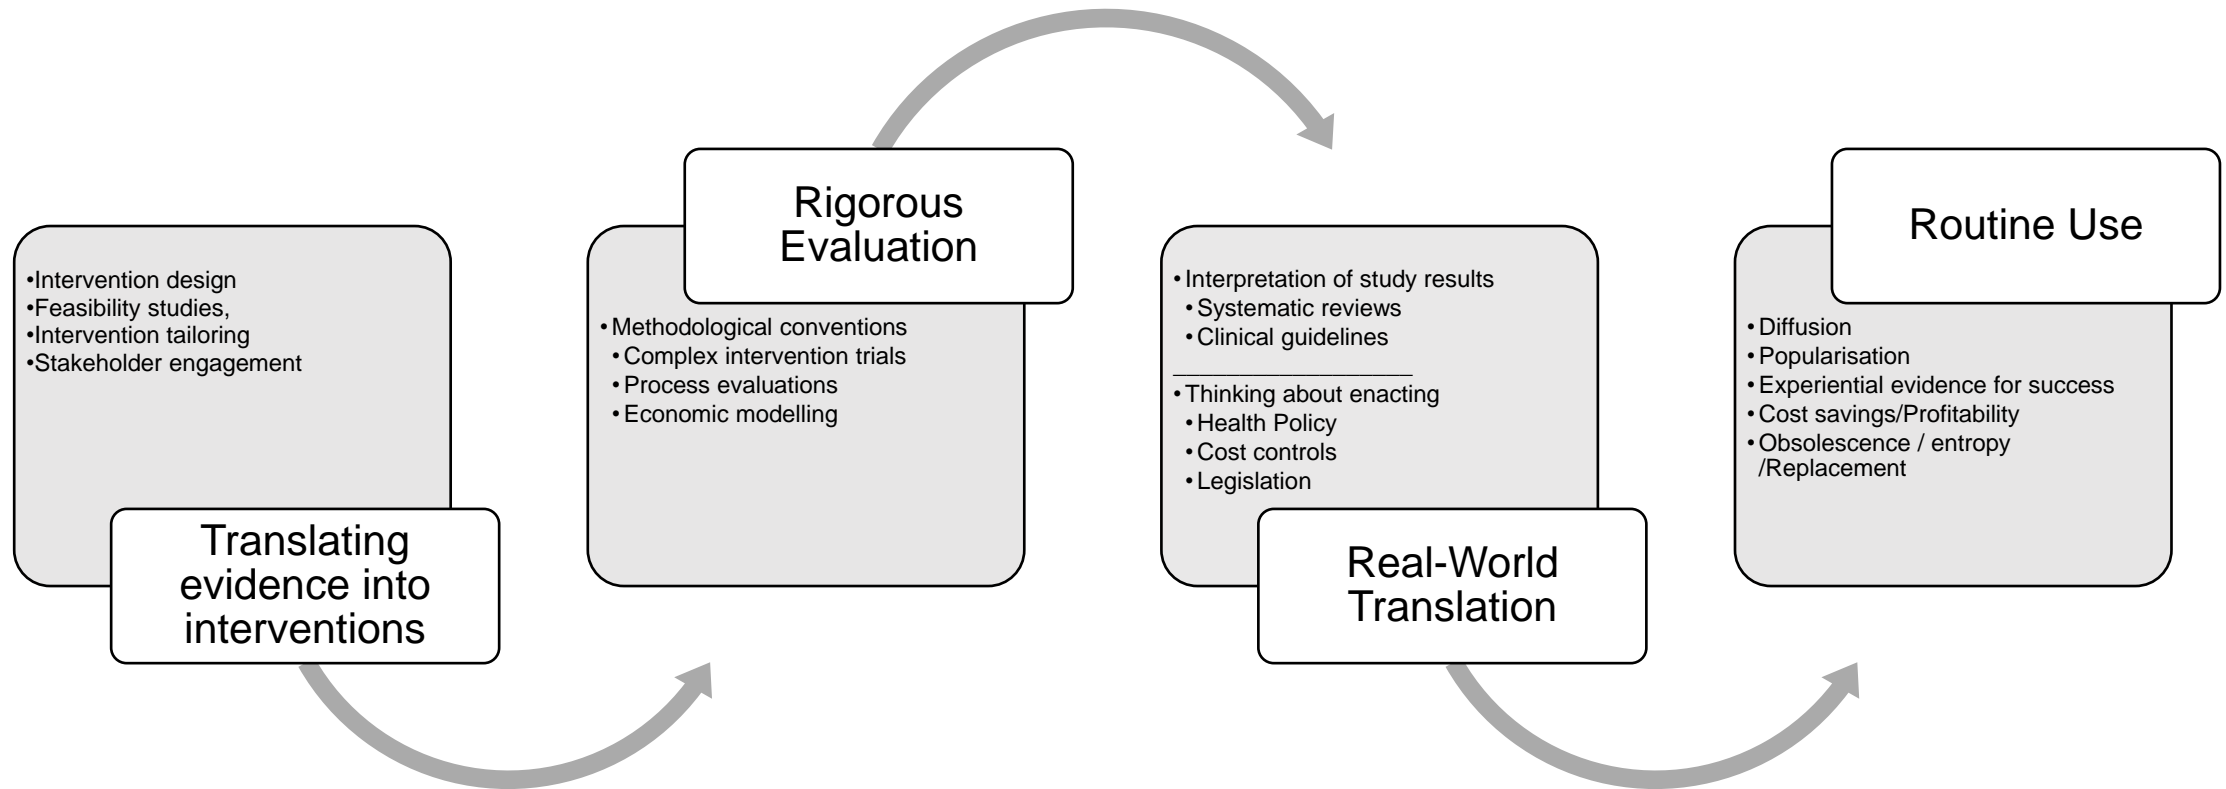 •Intervention design
•Feasibility studies,
•Intervention tailoring
•Stakeholder engagement
Translating
evidence into
interventions
Rigorous
Evaluation
• Methodological conventions
• Complex intervention trials
• Process evaluations
• Economic modelling
• Interpretation of study results
• Systematic reviews
• Clinical guidelines
___________________
• Thinking about enacting
• Health Policy
• Cost controls
• Legislation
Real-World
Translation
Routine Use
• Diffusion
• Popularisation
• Experiential evidence for success
• Cost savings/Profitability
• Obsolescence / entropy
/Replacement